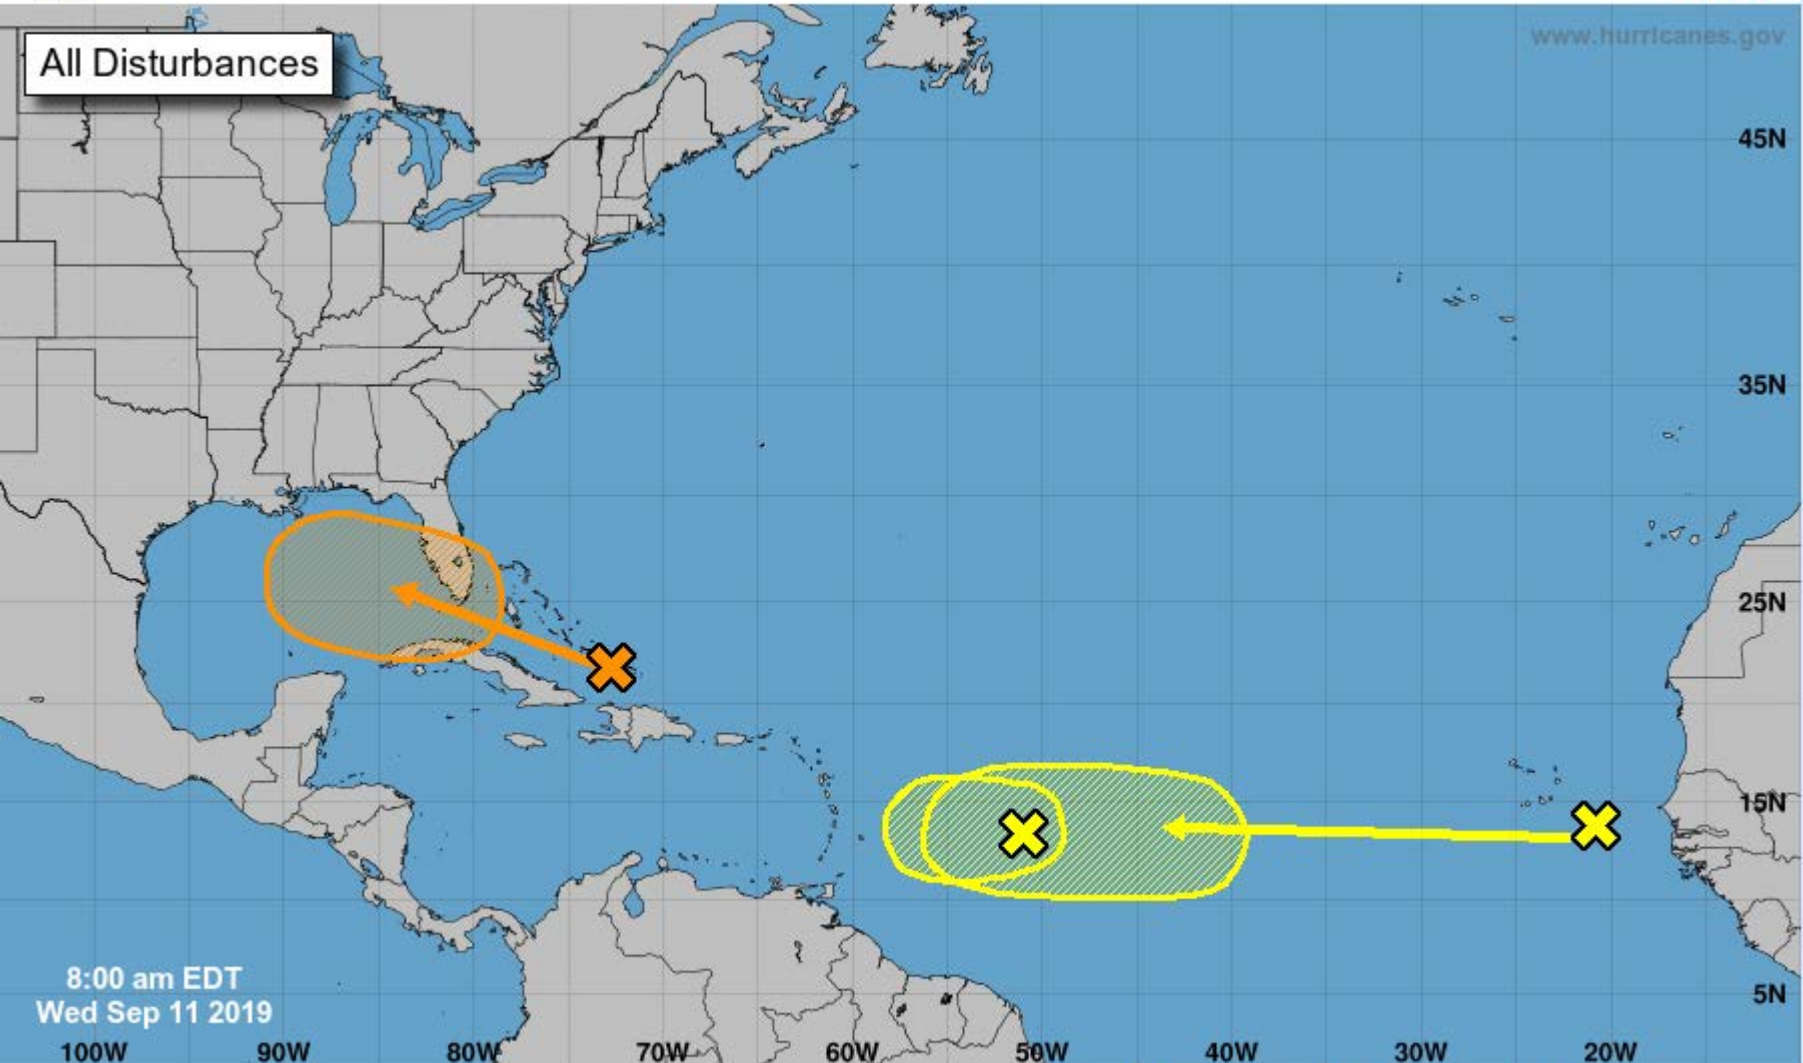 All Disturbances
www.hurricanes.gov
45N
35N
25N
15N
5N
8:00 am EDT
Wed Sep 11 2019
100W 90W 80W 70W 60W 50W 40W 30W 20W